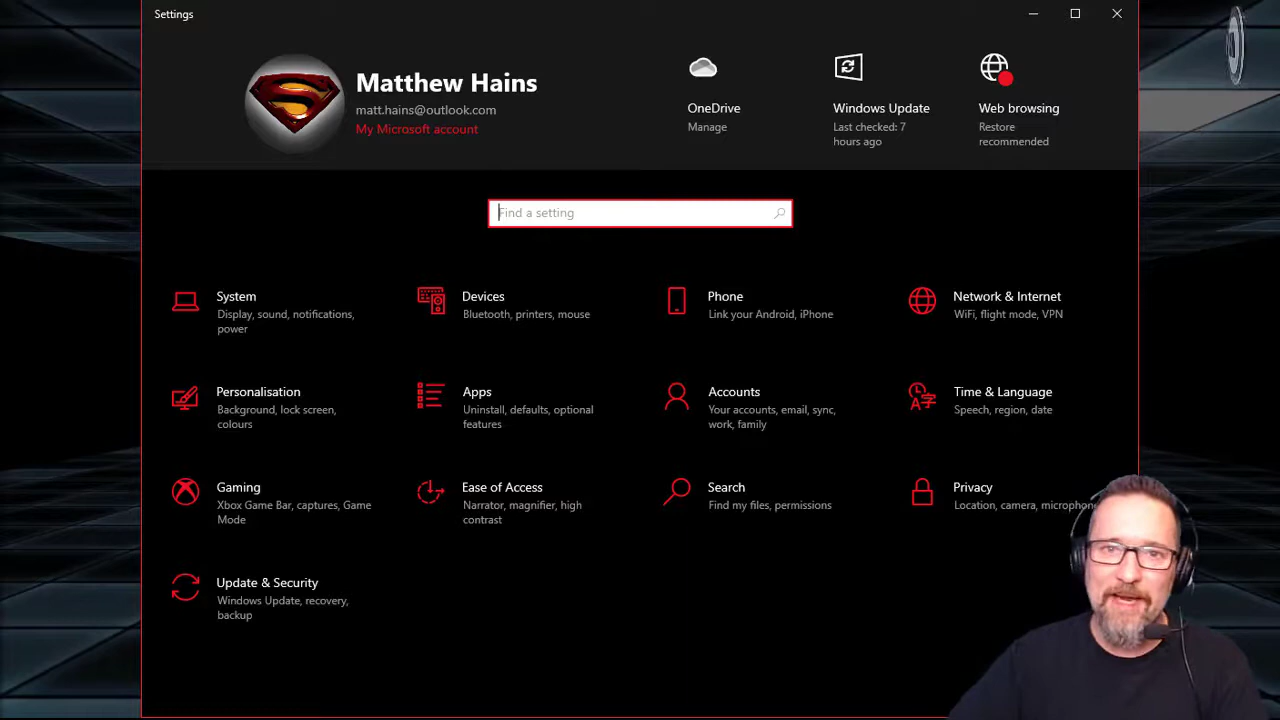 Settings
Matthew Hains
matt.hains@outlook.com
My Microsoft account
OneDrive
Manage
Windows Update
Last checked: 7
hours ago
Web browsing
Restore
recommended
Find a setting
System
Display, sound, notifications,
power
Devices
Bluetooth, printers, mouse
Phone
Link your Android, iPhone
Network & Internet
WiFi, flight mode, VPN
Personalisation
Background, lock screen,
colours
Apps
Uninstall, defaults, optional
features
Accounts
Your accounts, email, sync,
work, family
Time & Language
Speech, region, date
Gaming
Xbox Game Bar, captures, Game
Mode
Ease of Access
Narrator, magnifier, high
contrast
Search
Find my files, permissions
Privacy
Location, camera, microphone
Update & Security
Windows Update, recovery,
backup